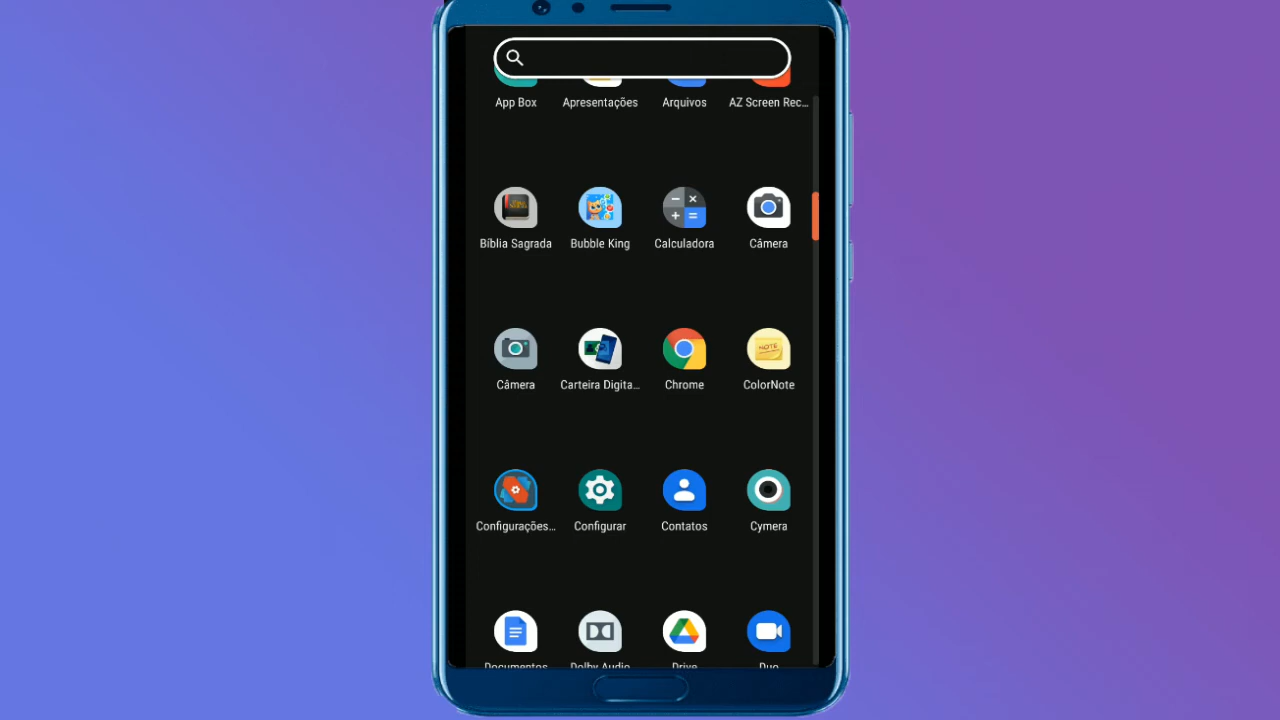 App Box Apresentações Arquivos AZ Screen Rec...
Bíblia Sagrada Bubble King Calculadora Câmera
NOTE
Câmera Carteira Digita... Chrome ColorNote
Configurações... Configurar Contatos Cymera
Documentos Dolby Audio Drive Duo